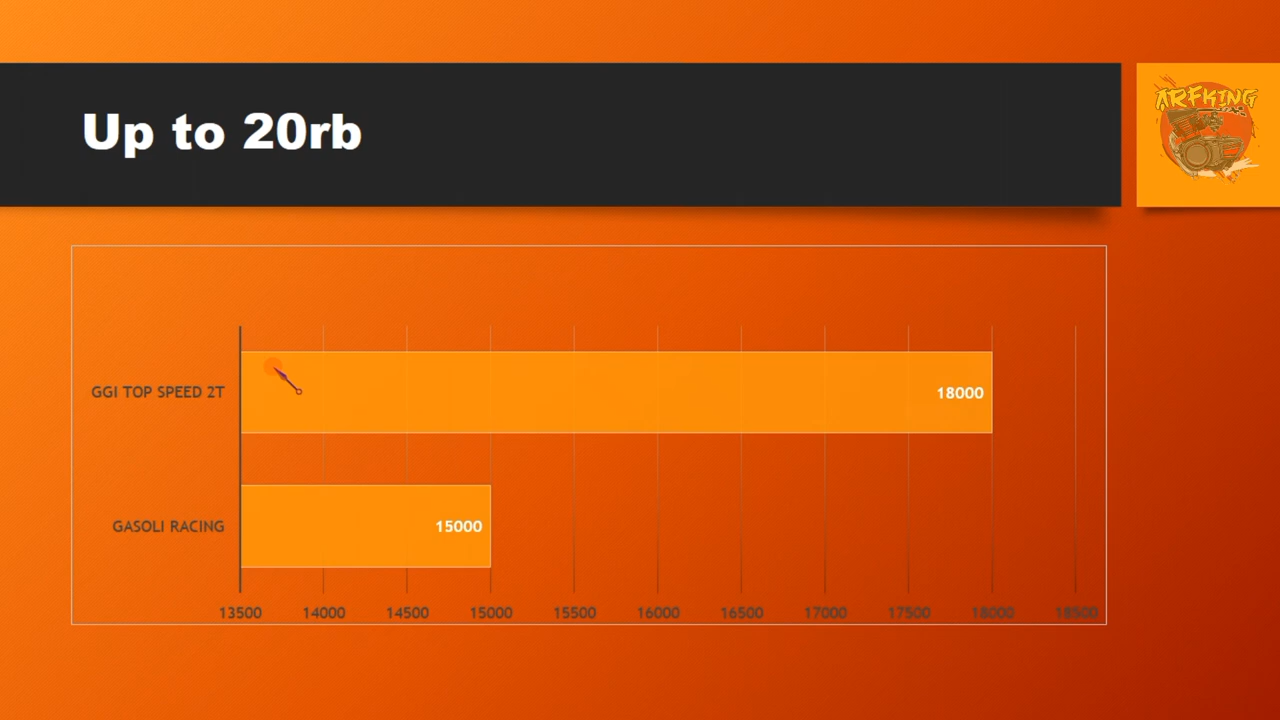 Up to 20rb
ARFKING
GGI TOP SPEED 2T
18000
GASOLI RACING
15000
13500 14000 14500 15000 15500 16000 16500 17000 17500 18000 18500